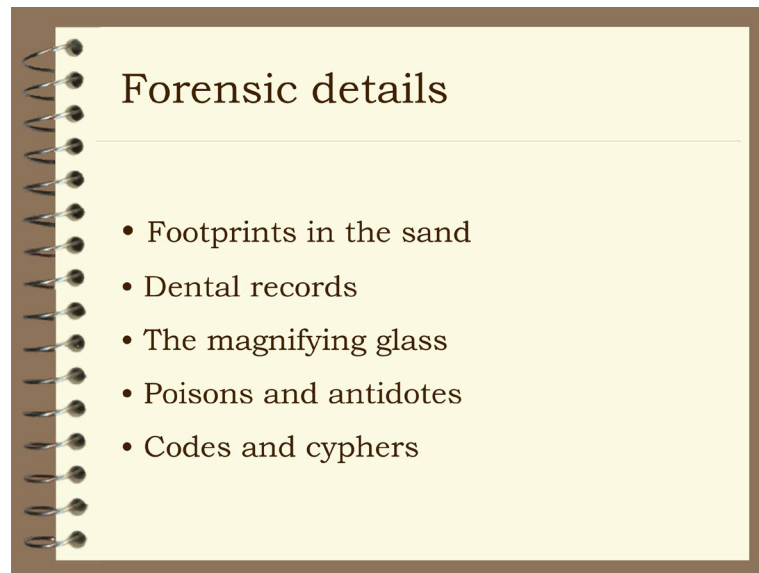 Forensic details
• Footprints in the sand
• Dental records
• The magnifying glass
• Poisons and antidotes
• Codes and cyphers